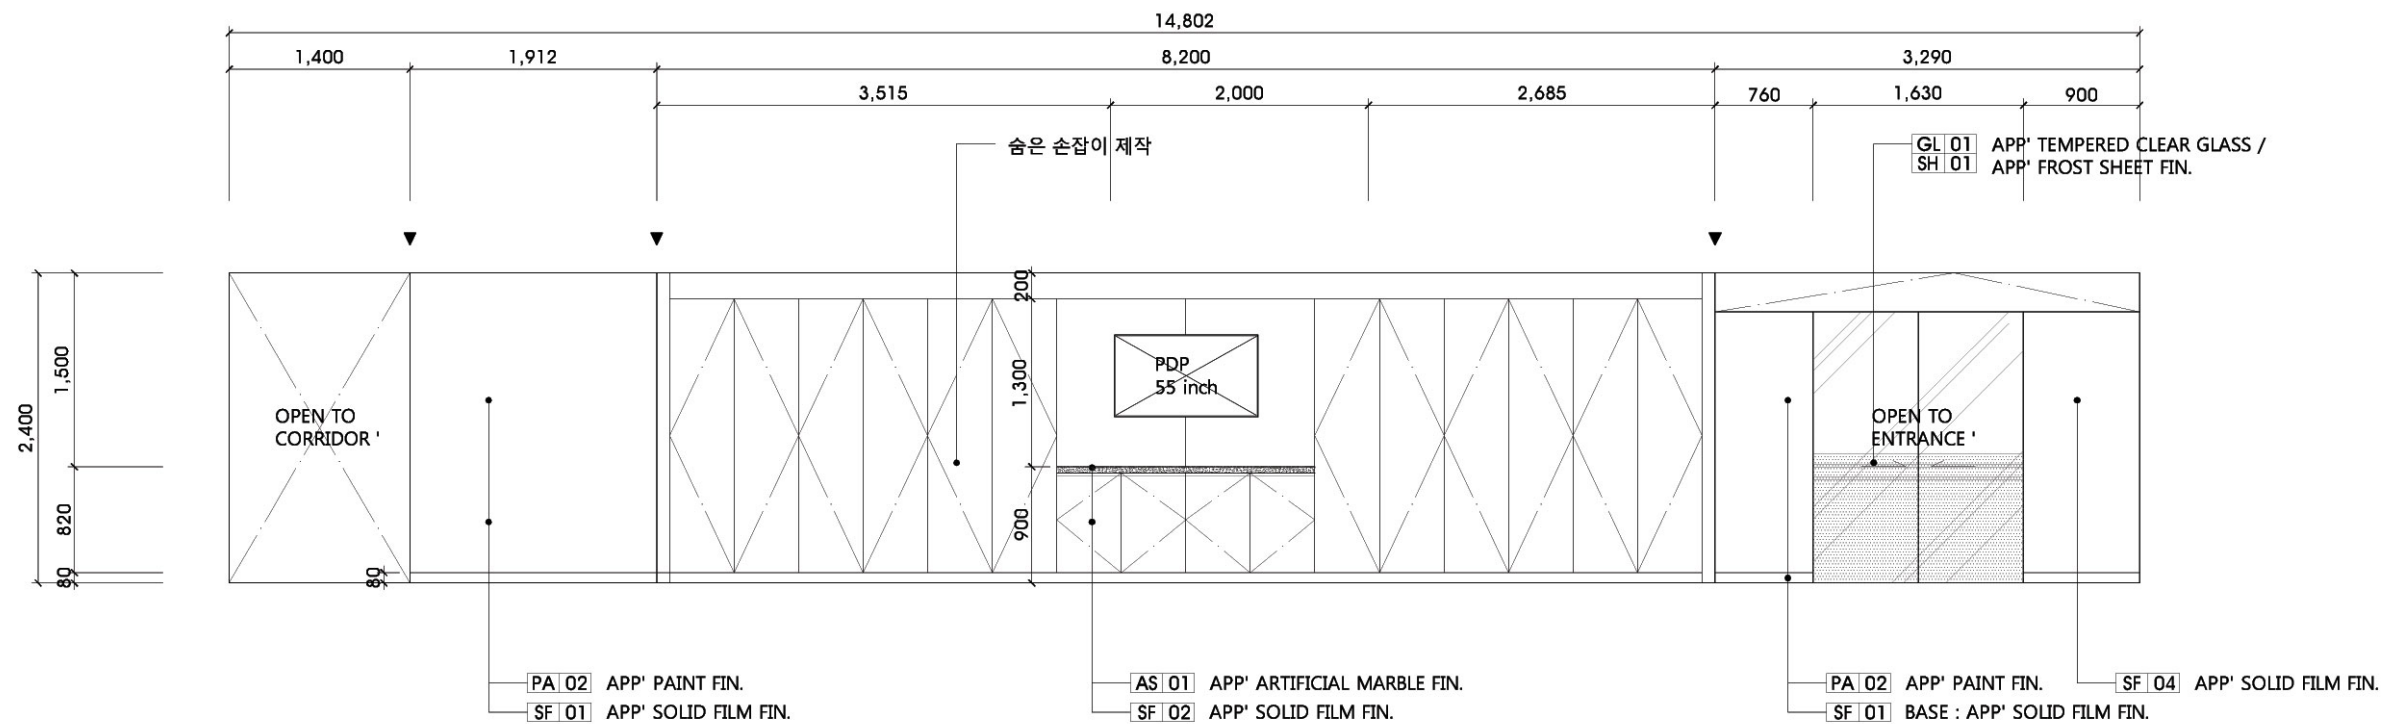 14,802
1,400 1,912 8,200 3,290
3,515 2,000 2,685 760 1,630 900
숨은 손잡이 제작
GL 01 APP' TEMPERED CLEAR GLASS /
SH 01 APP' FROST SHEET FIN.
2,400
1,500
820
80
80
200
1,300
900
OPEN TO
CORRIDOR '
PDP
55 inch
OPEN TO
ENTRANCE '
PA 02 APP' PAINT FIN.
SF 01 APP' SOLID FILM FIN.
AS 01 APP' ARTIFICIAL MARBLE FIN.
SF 02 APP' SOLID FILM FIN.
PA 02 APP' PAINT FIN.
SF 01 BASE : APP' SOLID FILM FIN.
SF 04 APP' SOLID FILM FIN.